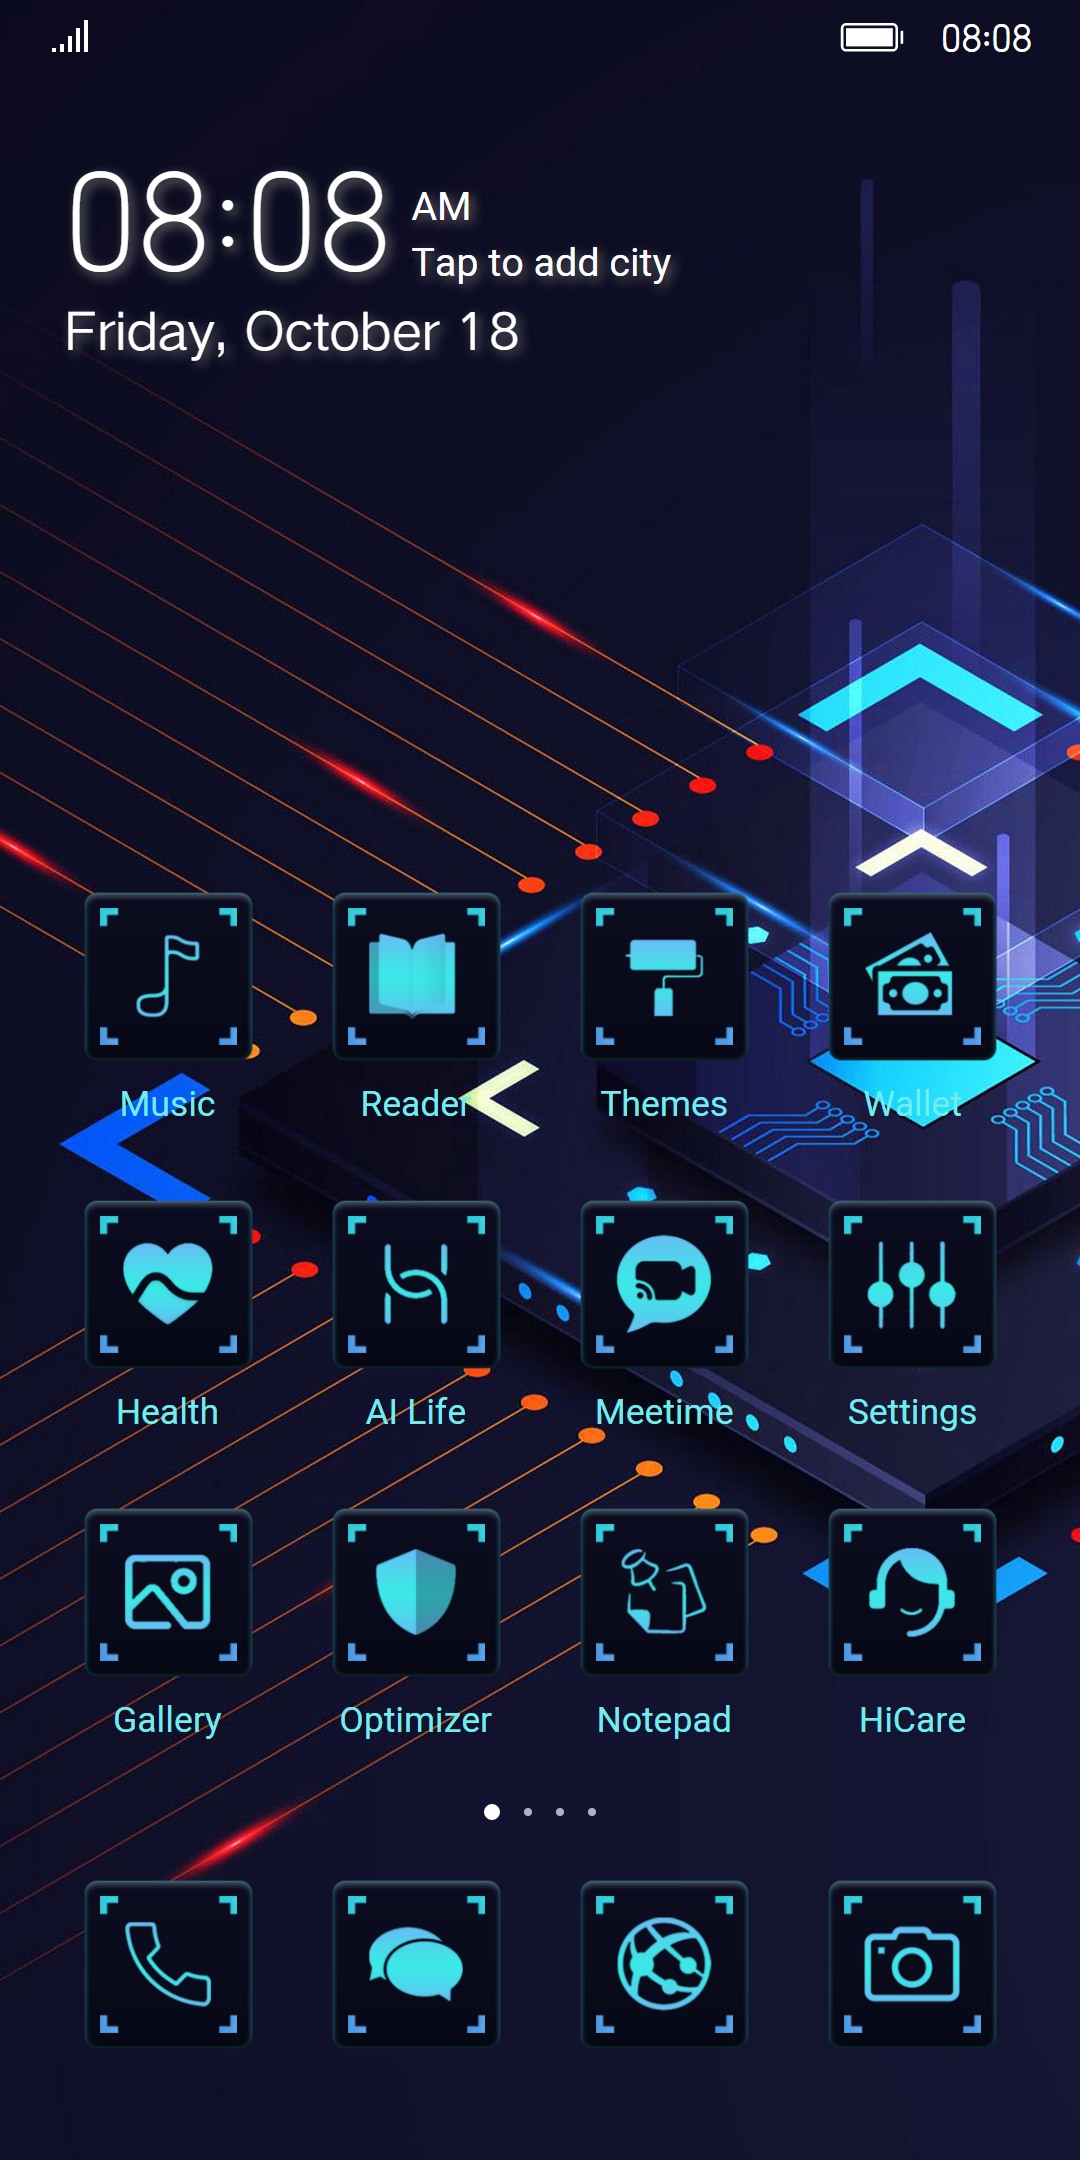 08:08
08:08 AM
Tap to add city
Friday, October 18
Music Reader Themes Wallet
Health AI Life Meetime Settings
Gallery Optimizer Notepad HiCare